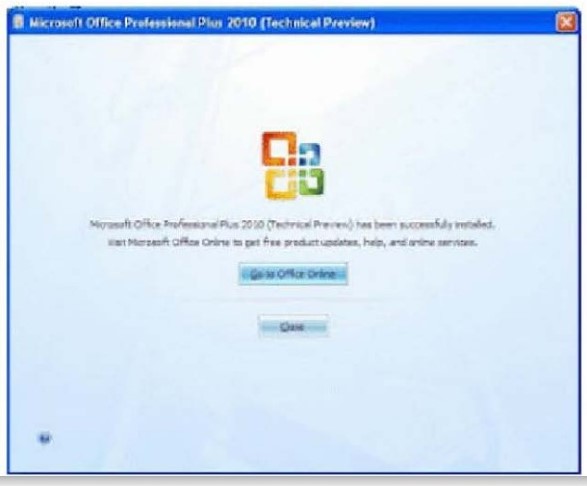 Microsoft Office Professional Plus 2010 (Technical Preview)
Microsoft Office Professional Plus 2010 (Technical Preview) has been successfully installed.
Visit Microsoft Office Online to get free product updates, help, and online services.
Go to Office Online
Close